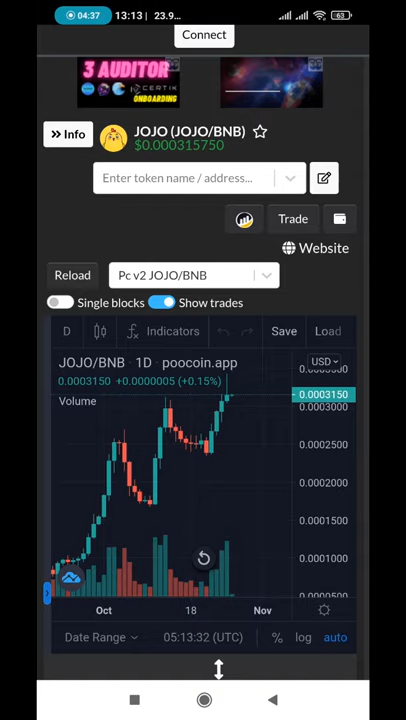 04:37 13:13 | 23.9... 63
Connect
3 AUDITOR
CERTIK
ONBOARDING
>> Info
JOJO (JOJO/BNB)
$0.000315750
Enter token name / address...
Trade
Website
Reload
Pc v2 JOJO/BNB
Single blocks
Show trades
D
Indicators
Save
Load
JOJO/BNB · 1D · poocoin.app
USD
0.0003150 +0.0000005 (+0.15%)
0.0003150
Volume
0.0003000
0.0002500
0.0002000
0.0001500
0.0001000
0.0000500
Oct
18
Nov
Date Range
05:13:32 (UTC)
%
log
auto